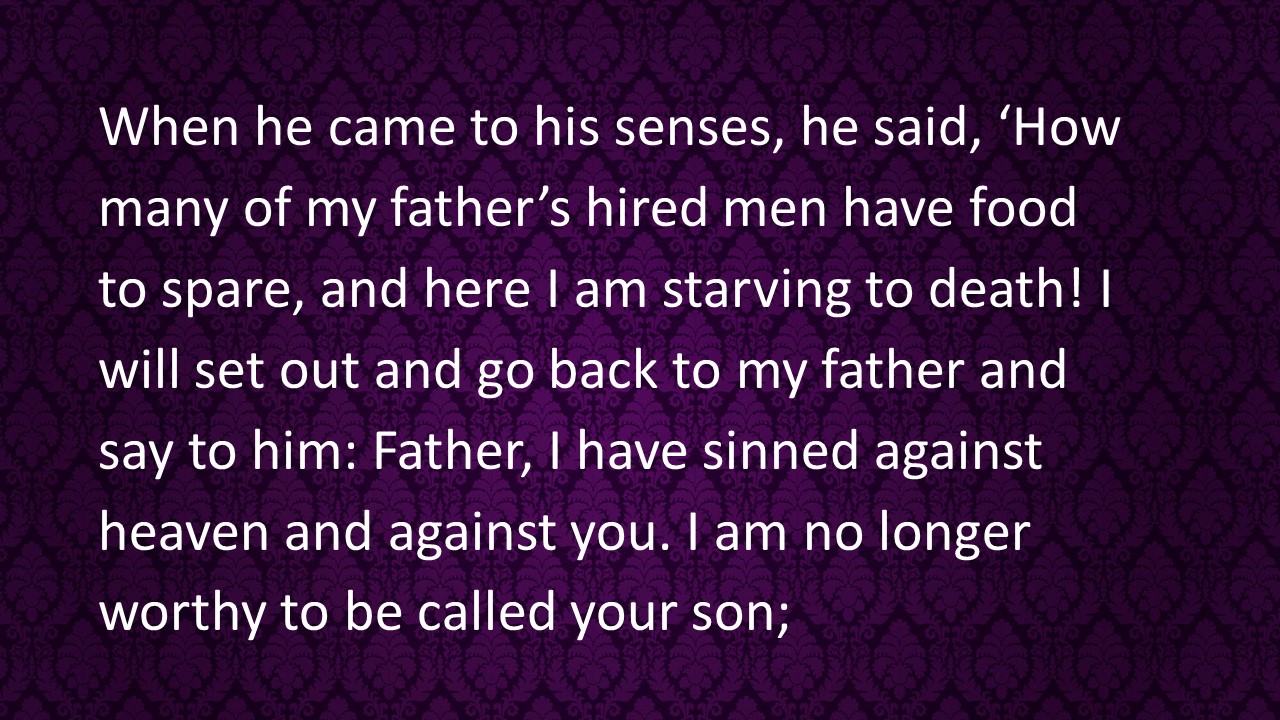 When he came to his senses, he said, ‘How
many of my father’s hired men have food
to spare, and here I am starving to death! I
will set out and go back to my father and
say to him: Father, I have sinned against
heaven and against you. I am no longer
worthy to be called your son;